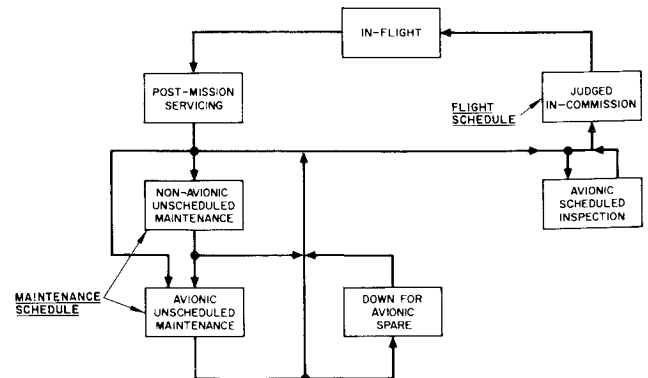 IN-FLIGHT
POST-MISSION
SERVICING
JUDGED
IN-COMMISSION
FLIGHT
SCHEDULE
NON-AVIONIC
UNSCHEDULED
MAINTENANCE
AVIONIC
SCHEDULED
INSPECTION
MAINTENANCE
SCHEDULE
AVIONIC
UNSCHEDULED
MAINTENANCE
DOWN FOR
AVIONIC
SPARE